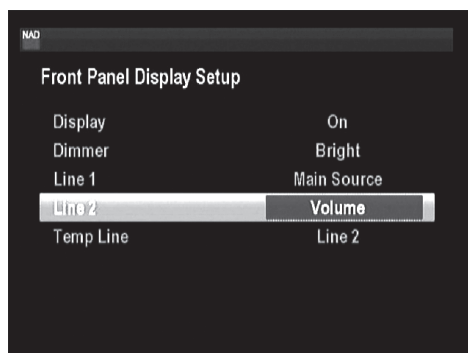 NAD
Front Panel Display Setup
Display On
Dimmer Bright
Line 1 Main Source
Line 2 Volume
Temp Line Line 2